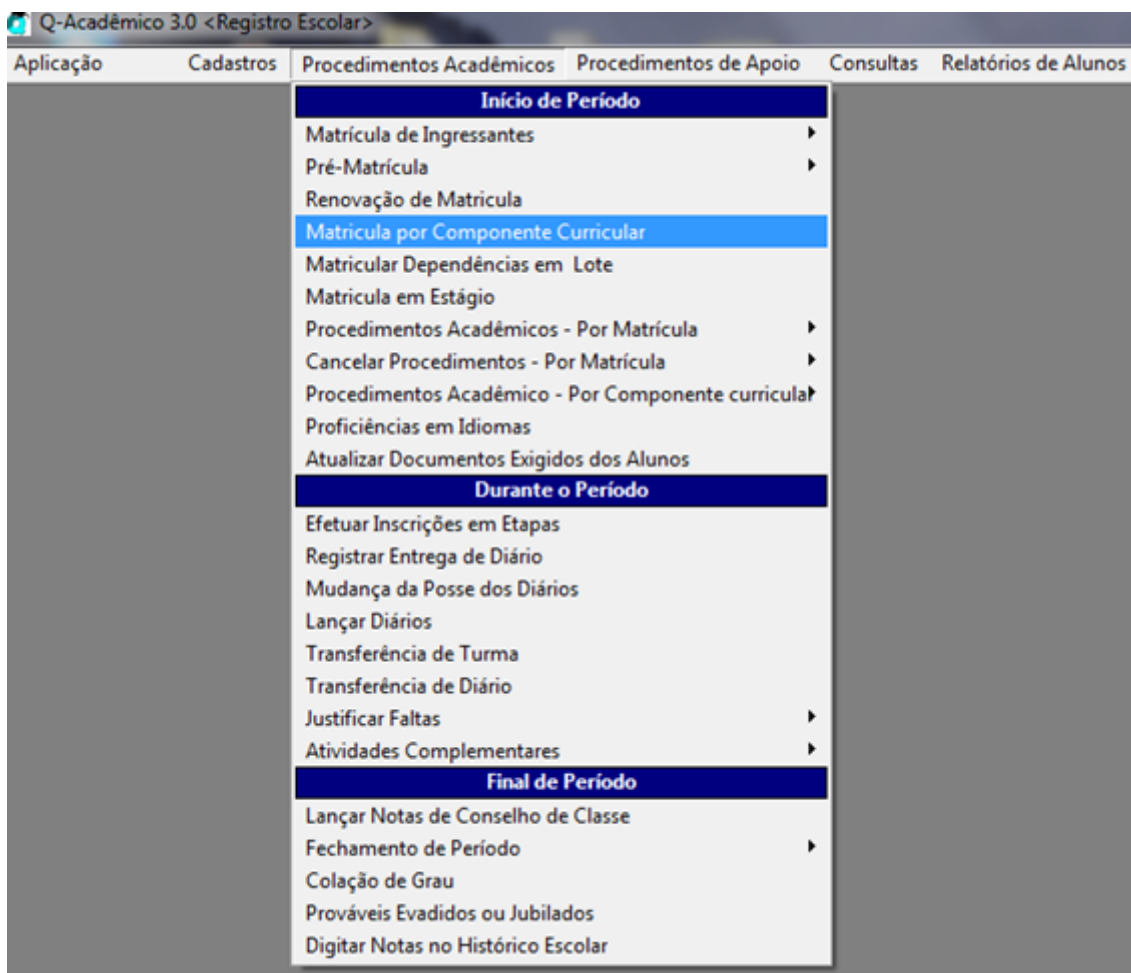 Q-Acadêmico 3.0 <Registro Escolar>
Aplicação Cadastros Procedimentos Acadêmicos Procedimentos de Apoio Consultas Relatórios de Alunos
Início de Período
Matrícula de Ingressantes
Pré-Matrícula
Renovação de Matricula
Matricula por Componente Curricular
Matricular Dependências em Lote
Matricula em Estágio
Procedimentos Acadêmicos - Por Matrícula
Cancelar Procedimentos - Por Matrícula
Procedimentos Acadêmico - Por Componente curricular
Proficiências em Idiomas
Atualizar Documentos Exigidos dos Alunos
Durante o Período
Efetuar Inscrições em Etapas
Registrar Entrega de Diário
Mudança da Posse dos Diários
Lançar Diários
Transferência de Turma
Transferência de Diário
Justificar Faltas
Atividades Complementares
Final de Período
Lançar Notas de Conselho de Classe
Fechamento de Período
Colação de Grau
Prováveis Evadidos ou Jubilados
Digitar Notas no Histórico Escolar